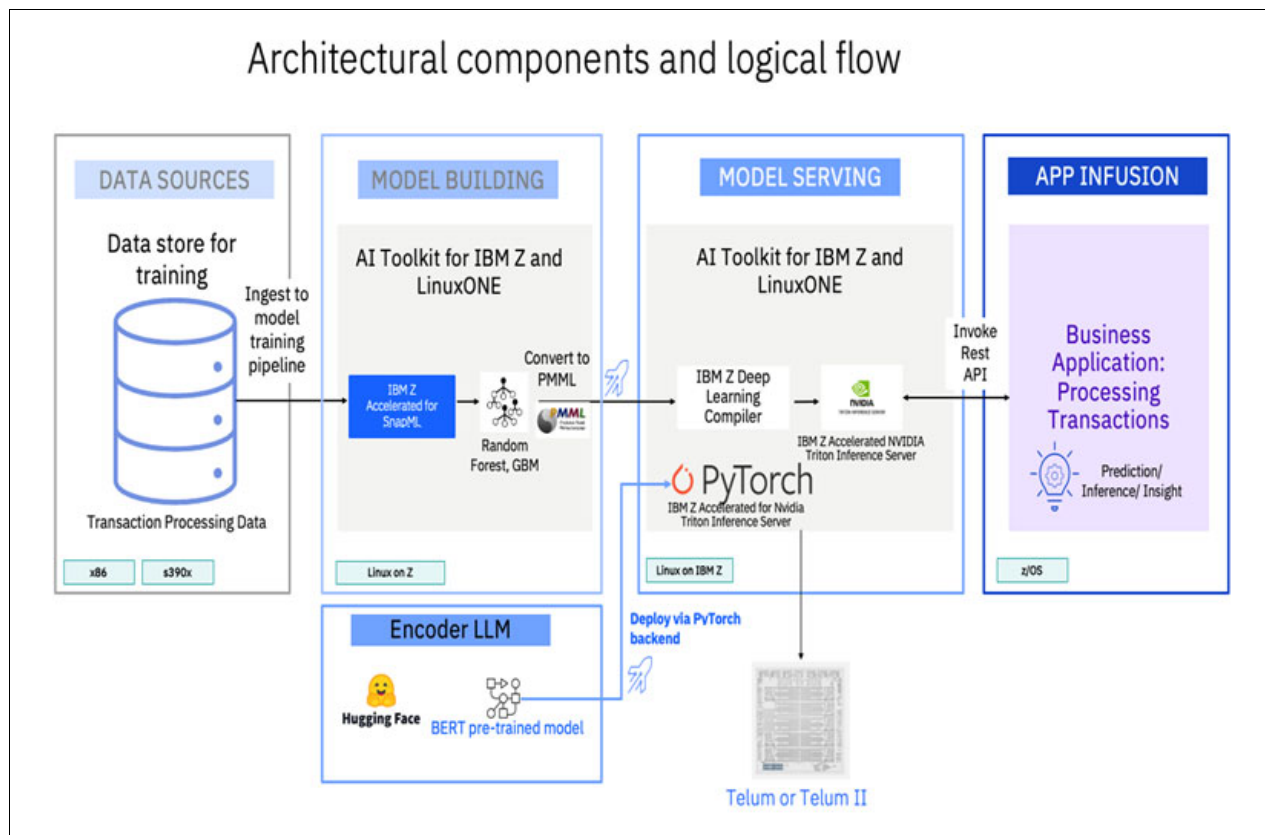 Architectural components and logical flow
DATA SOURCES
Data store for
training
Transaction Processing Data
x86
s390x
Ingest to
model
training
pipeline
MODEL BUILDING
AI Toolkit for IBM Z and
LinuxONE
IBM Z
Accelerated for
SnapML
Random
Forest, GBM
Convert to
PMML
PMML
Linux on Z
MODEL SERVING
AI Toolkit for IBM Z and
LinuxONE
IBM Z Deep
Learning
Compiler
NVIDIA
TRITON INFERENCE SERVER
IBM Z Accelerated NVIDIA
Triton Inference Server
PyTorch
IBM Z Accelerated for Nvidia
Triton Inference Server
Linux on IBM Z
Invoke
Rest
API
APP INFUSION
Business
Application:
Processing
Transactions
Prediction/
Inference/ Insight
z/OS
Encoder LLM
Hugging Face
BERT pre-trained model
Deploy via PyTorch
backend
Telum or Telum II